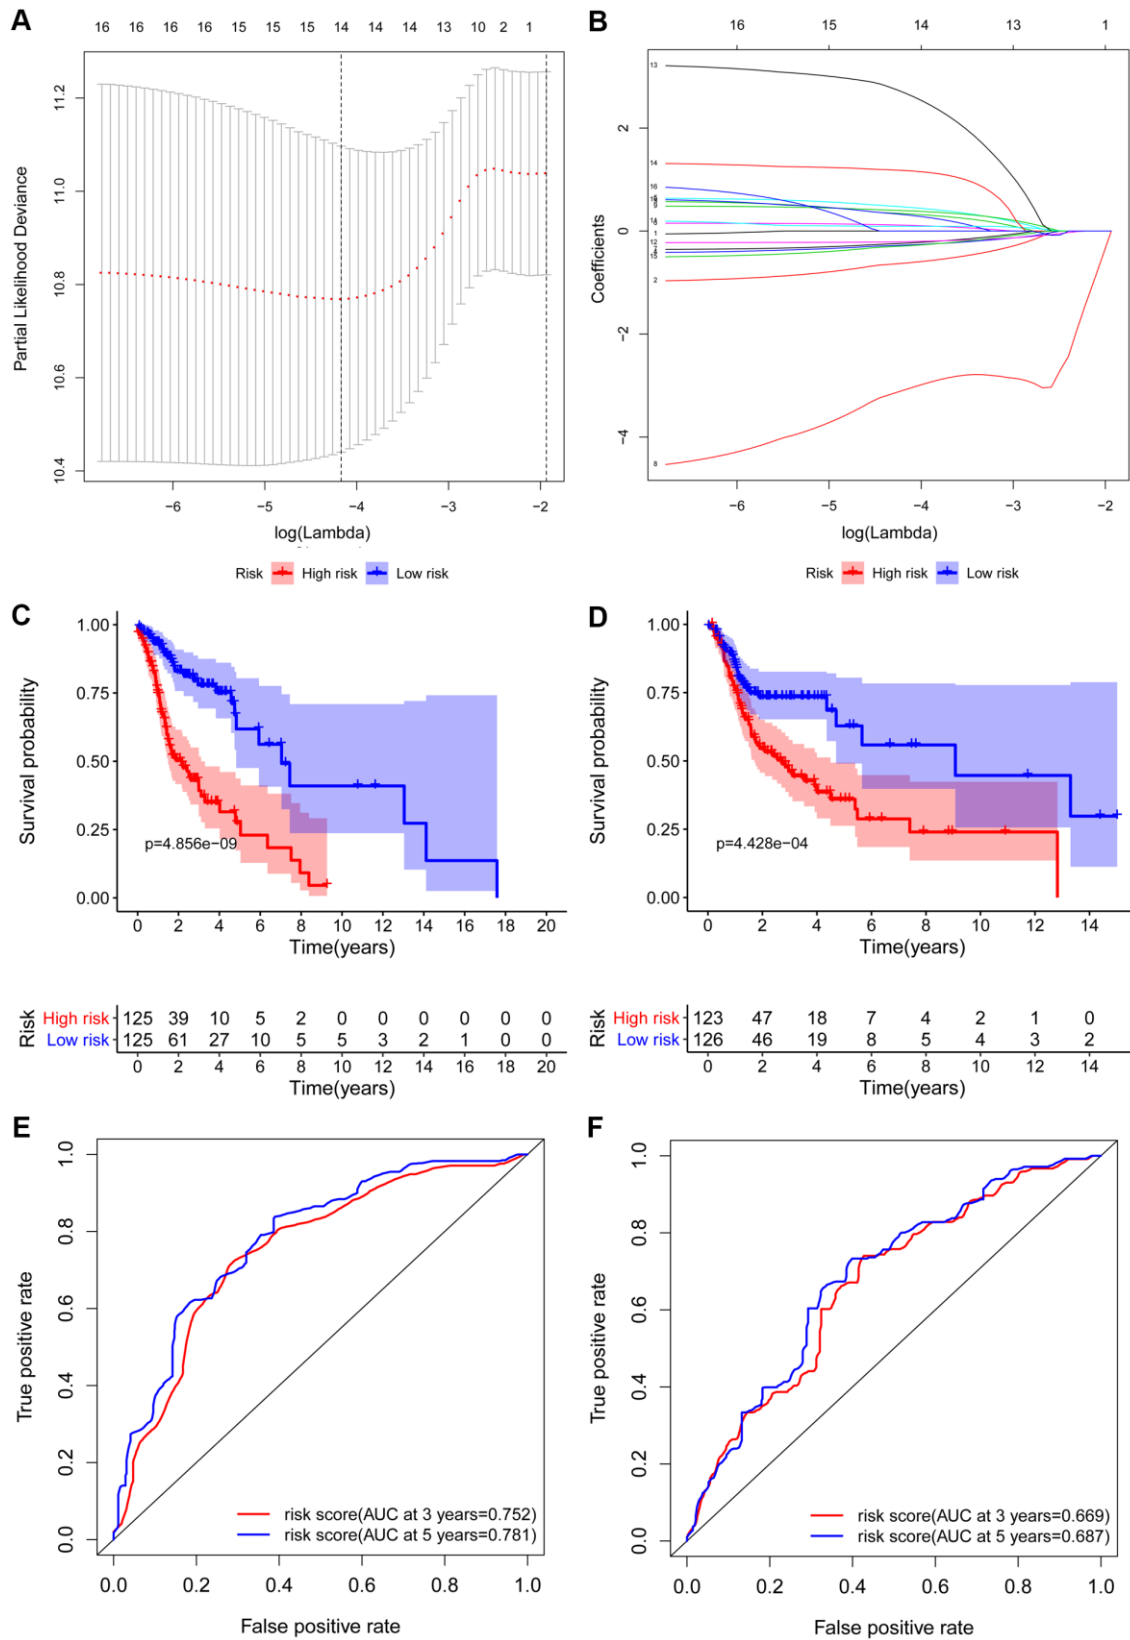 A
16 16 16 15 15 14 14 14 13 10 2 1
Partial Likelihood Deviance
11.2
11.0
10.8
10.6
10.4
−6 −5 −4 −3 −2
log(Lambda)
B
16 15 14 13 1
Coefficients
2
0
−2
−4
13
14
16
1
12
15
2
8
−6 −5 −4 −3 −2
log(Lambda)
Risk High risk Low risk
Risk High risk Low risk
C
Survival probability
1.00
0.75
0.50
0.25
0.00
p=4.856e−09
0 2 4 6 8 10 12 14 16 18 20
Time(years)
D
Survival probability
1.00
0.75
0.50
0.25
0.00
p=4.428e−04
0 2 4 6 8 10 12 14
Time(years)
Risk
High risk 125 39 10 5 2 0 0 0 0 0 0
Low risk 125 61 27 10 5 5 3 2 1 0 0
0 2 4 6 8 10 12 14 16 18 20
Time(years)
Risk
High risk 123 47 18 7 4 2 1 0
Low risk 126 46 19 8 5 4 3 2
0 2 4 6 8 10 12 14
Time(years)
E
True positive rate
1.0
0.8
0.6
0.4
0.2
0.0
risk score(AUC at 3 years=0.752)
risk score(AUC at 5 years=0.781)
0.0 0.2 0.4 0.6 0.8 1.0
False positive rate
F
True positive rate
1.0
0.8
0.6
0.4
0.2
0.0
risk score(AUC at 3 years=0.669)
risk score(AUC at 5 years=0.687)
0.0 0.2 0.4 0.6 0.8 1.0
False positive rate